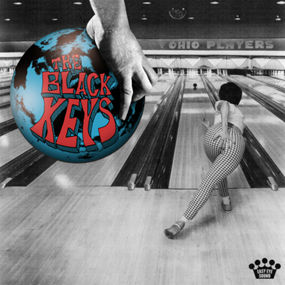 OHIO PLAYERS
THE
BLACK
KEYS
EASY EYE
SOUND